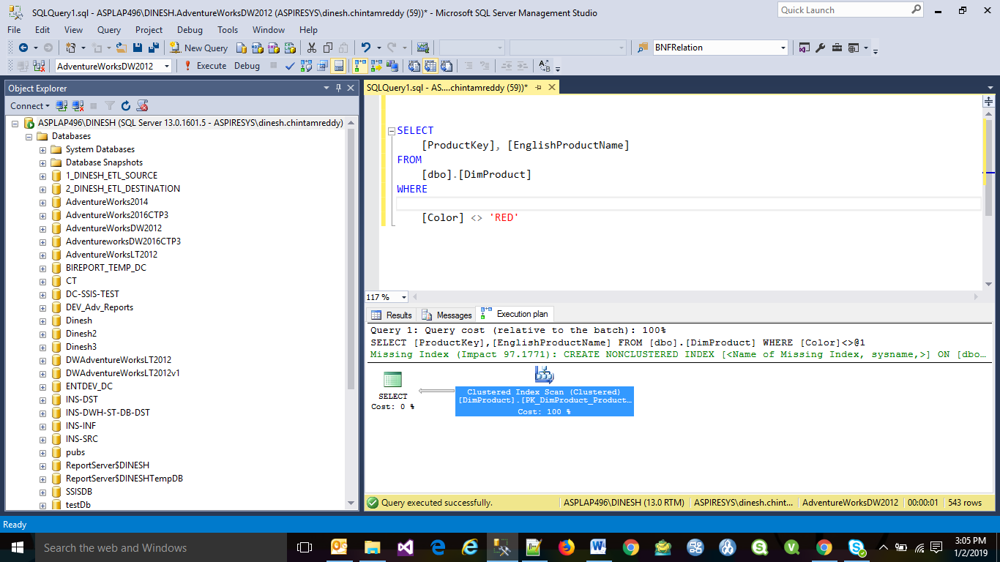 SQLQuery1.sql - ASPLAP496\DINESH.AdventureWorksDW2012 (ASPIRESYS\dinesh.chintamreddy (59))* - Microsoft SQL Server Management Studio
Quick Launch
File Edit View Query Project Debug Tools Window Help
New Query
MDX DMX XMLA DAX
BNFRelation
AdventureWorksDW2012
Execute Debug
Object Explorer
Connect
ASPLAP496\DINESH (SQL Server 13.0.1601.5 - ASPIRESYS\dinesh.chintamreddy)
Databases
System Databases
Database Snapshots
1_DINESH_ETL_SOURCE
2_DINESH_ETL_DESTINATION
AdventureWorks2014
AdventureWorks2016CTP3
AdventureWorksDW2012
AdventureworksDW2016CTP3
AdventureWorksLT2012
BIREPORT_TEMP_DC
CT
DC-SSIS-TEST
DEV_Adv_Reports
Dinesh
Dinesh2
Dinesh3
DWAdventureWorksLT2012
DWAdventureWorksLT2012v1
ENTDEV_DC
INS-DST
INS-DWH-ST-DB-DST
INS-INF
INS-SRC
pubs
ReportServer$DINESH
ReportServer$DINESHTempDB
SSISDB
testDb
SQLQuery1.sql - AS....chintamreddy (59))*
SELECT
[ProductKey], [EnglishProductName]
FROM
[dbo].[DimProduct]
WHERE
[Color] <> 'RED'
117 %
Results Messages Execution plan
Query 1: Query cost (relative to the batch): 100%
SELECT [ProductKey],[EnglishProductName] FROM [dbo].[DimProduct] WHERE [Color]<>@1
Missing Index (Impact 97.1771): CREATE NONCLUSTERED INDEX [<Name of Missing Index, sysname,>] ON [dbo...
SELECT
Cost: 0 %
Clustered Index Scan (Clustered)
[DimProduct].[PK_DimProduct_Product...
Cost: 100 %
Query executed successfully.
ASPLAP496\DINESH (13.0 RTM) ASPIRESYS\dinesh.chint... AdventureWorksDW2012 00:00:01 543 rows
Ready
Search the web and Windows
3:05 PM
1/2/2019